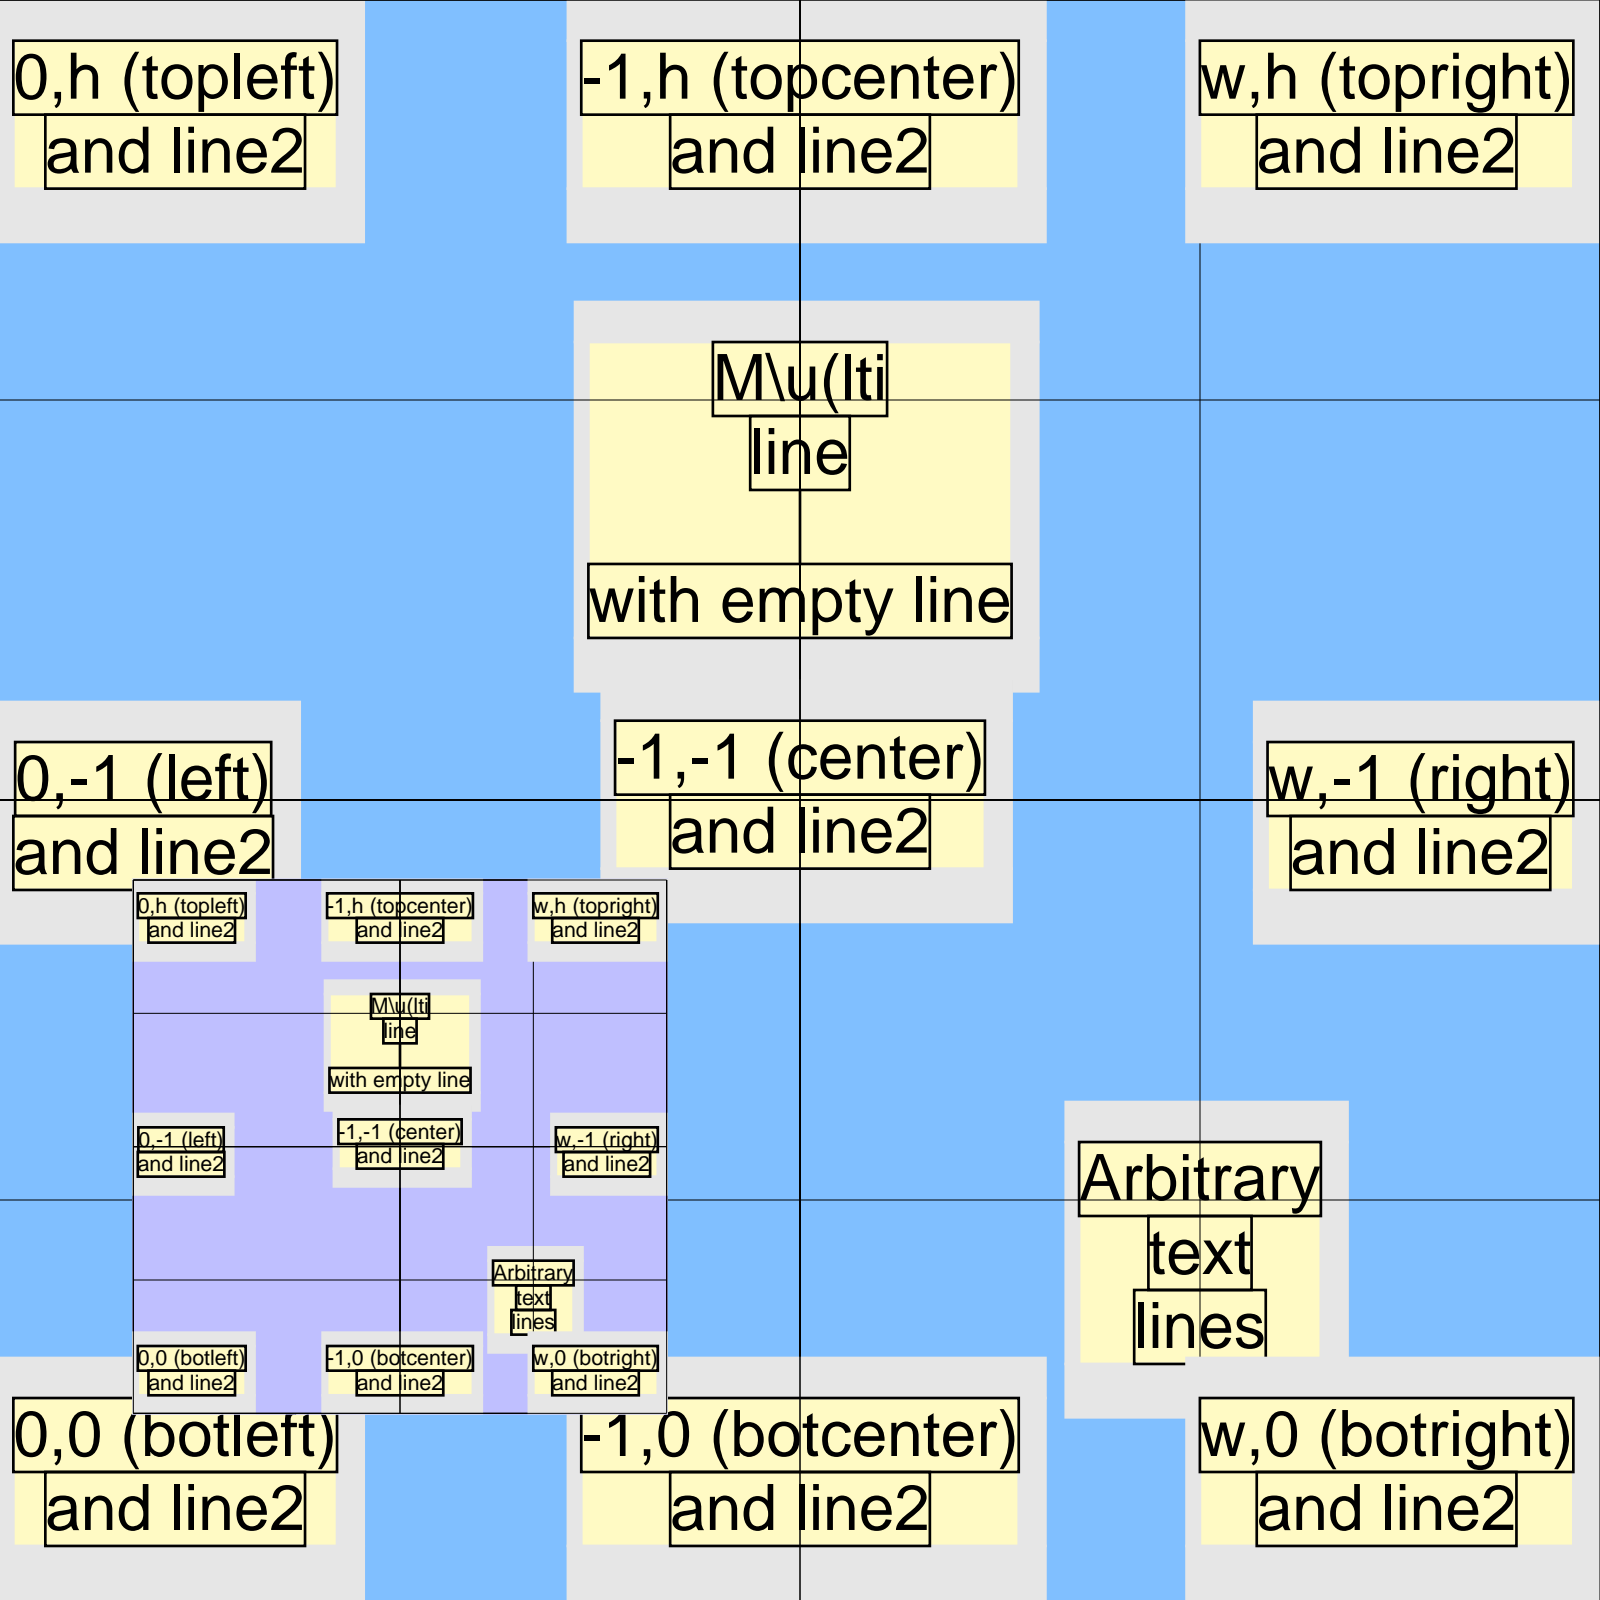 0,h (topleft)
and line2
-1,h (topcenter)
and line2
w,h (topright)
and line2
M\u(lti
line
with empty line
0,-1 (left)
and line2
-1,-1 (center)
and line2
w,-1 (right)
and line2
0,h (topleft)
and line2
-1,h (topcenter)
and line2
w,h (topright)
and line2
M\u(lti
line
with empty line
0,-1 (left)
and line2
-1,-1 (center)
and line2
w,-1 (right)
and line2
Arbitrary
text
lines
0,0 (botleft)
and line2
-1,0 (botcenter)
and line2
w,0 (botright)
and line2
Arbitrary
text
lines
0,0 (botleft)
and line2
-1,0 (botcenter)
and line2
w,0 (botright)
and line2